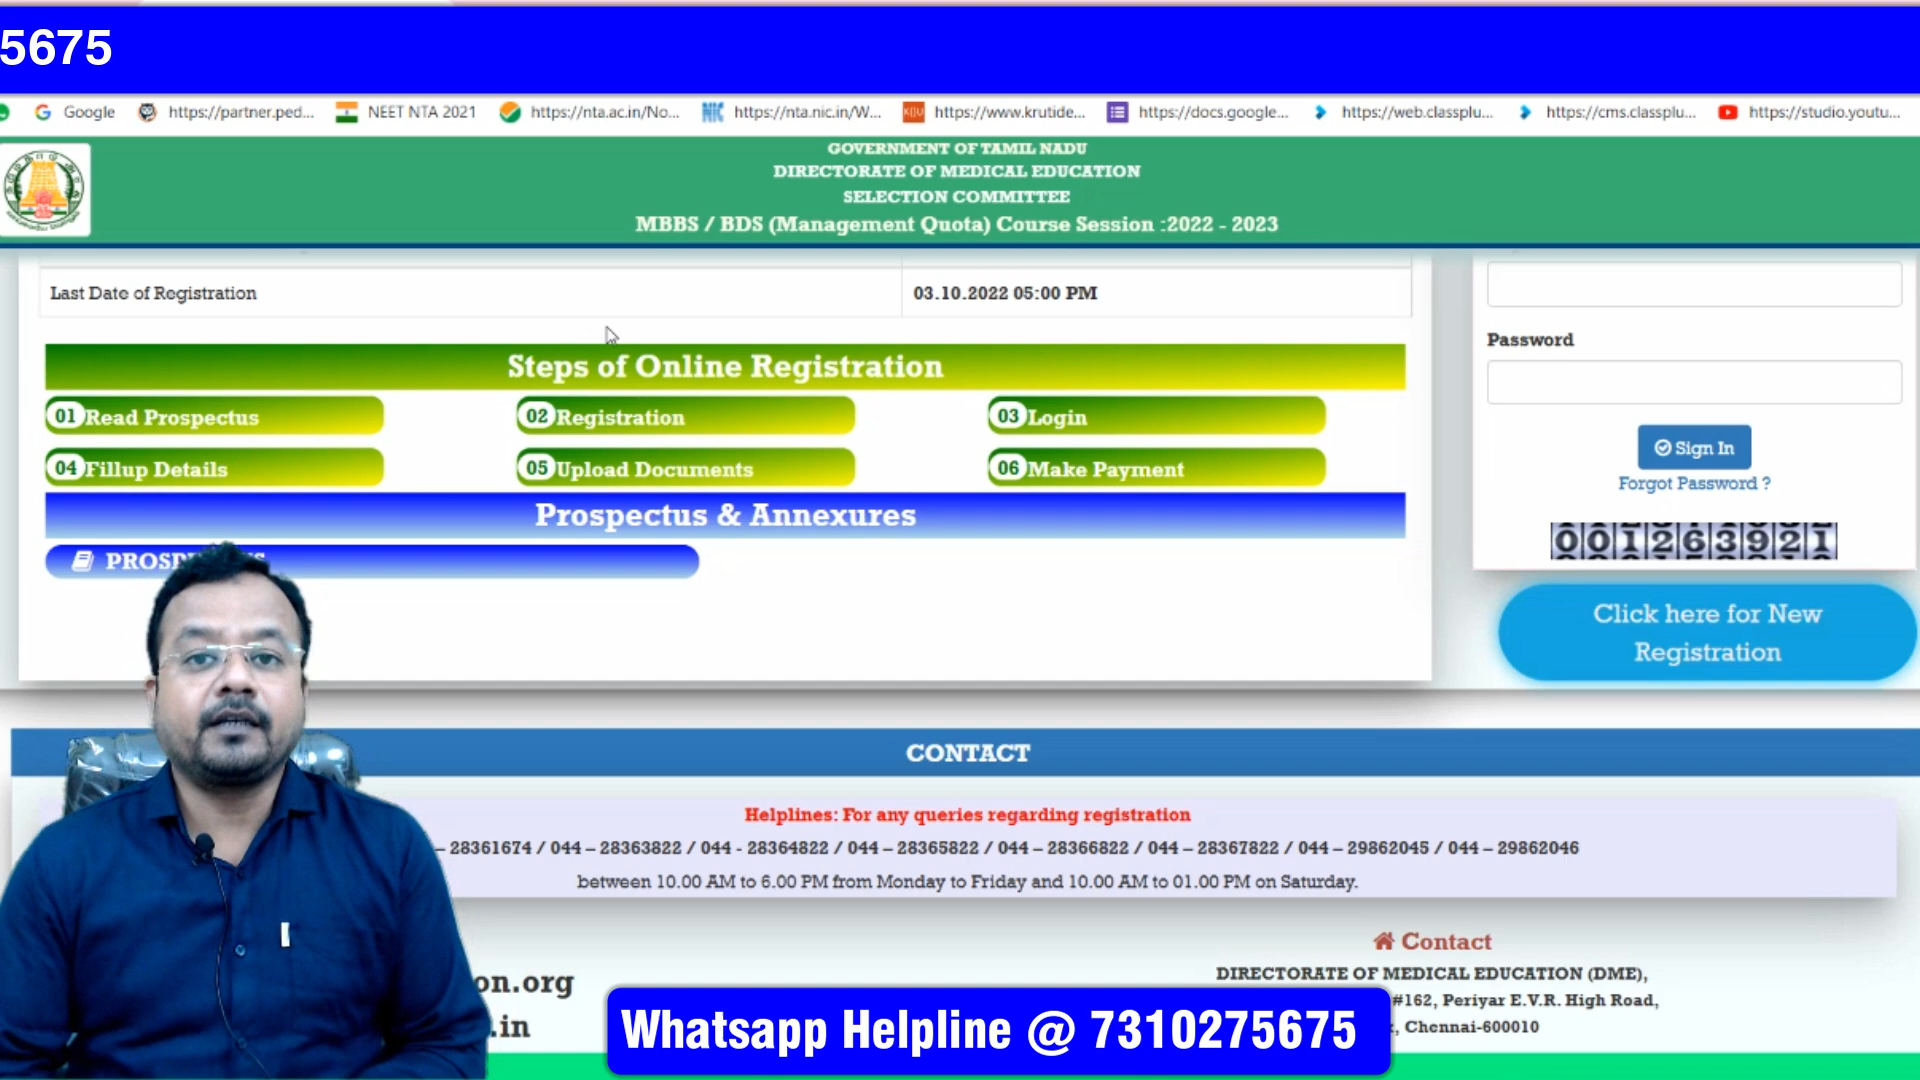 5675
Google
https://partner.ped...
NEET NTA 2021
https://nta.ac.in/No...
https://nta.nic.in/W...
https://www.krutide...
https://docs.google...
https://web.classplu...
https://cms.classplu...
https://studio.youtu...
GOVERNMENT OF TAMIL NADU
DIRECTORATE OF MEDICAL EDUCATION
SELECTION COMMITTEE
MBBS / BDS (Management Quota) Course Session :2022 - 2023
Last Date of Registration
03.10.2022 05:00 PM
Steps of Online Registration
01 Read Prospectus
02 Registration
03 Login
04 Fillup Details
05 Upload Documents
06 Make Payment
Prospectus & Annexures
Password
Sign In
Forgot Password ?
001263921
Click here for New
Registration
CONTACT
Helplines: For any queries regarding registration
– 28361674 / 044 – 28363822 / 044 - 28364822 / 044 – 28365822 / 044 – 28366822 / 044 – 28367822 / 044 – 29862045 / 044 – 29862046
between 10.00 AM to 6.00 PM from Monday to Friday and 10.00 AM to 01.00 PM on Saturday.
on.org
.in
Contact
DIRECTORATE OF MEDICAL EDUCATION (DME),
#162, Periyar E.V.R. High Road,
, Chennai-600010
Whatsapp Helpline @ 7310275675